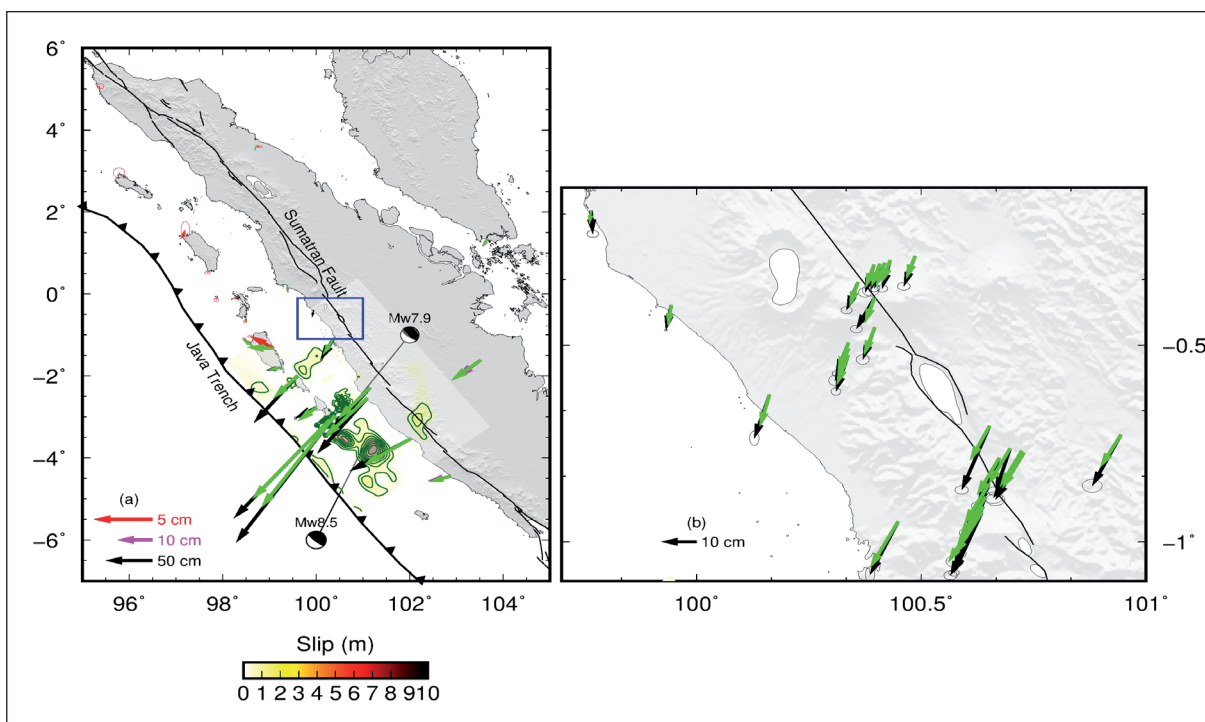 6°
4°
2°
0°
−2°
−4°
−6°
Sumatran Fault
Java Trench
Mw7.9
Mw8.5
(a)
5 cm
10 cm
50 cm
96° 98° 100° 102° 104°
Slip (m)
0 1 2 3 4 5 6 7 8 910
−0.5°
(b)
10 cm
−1°
100° 100.5° 101°